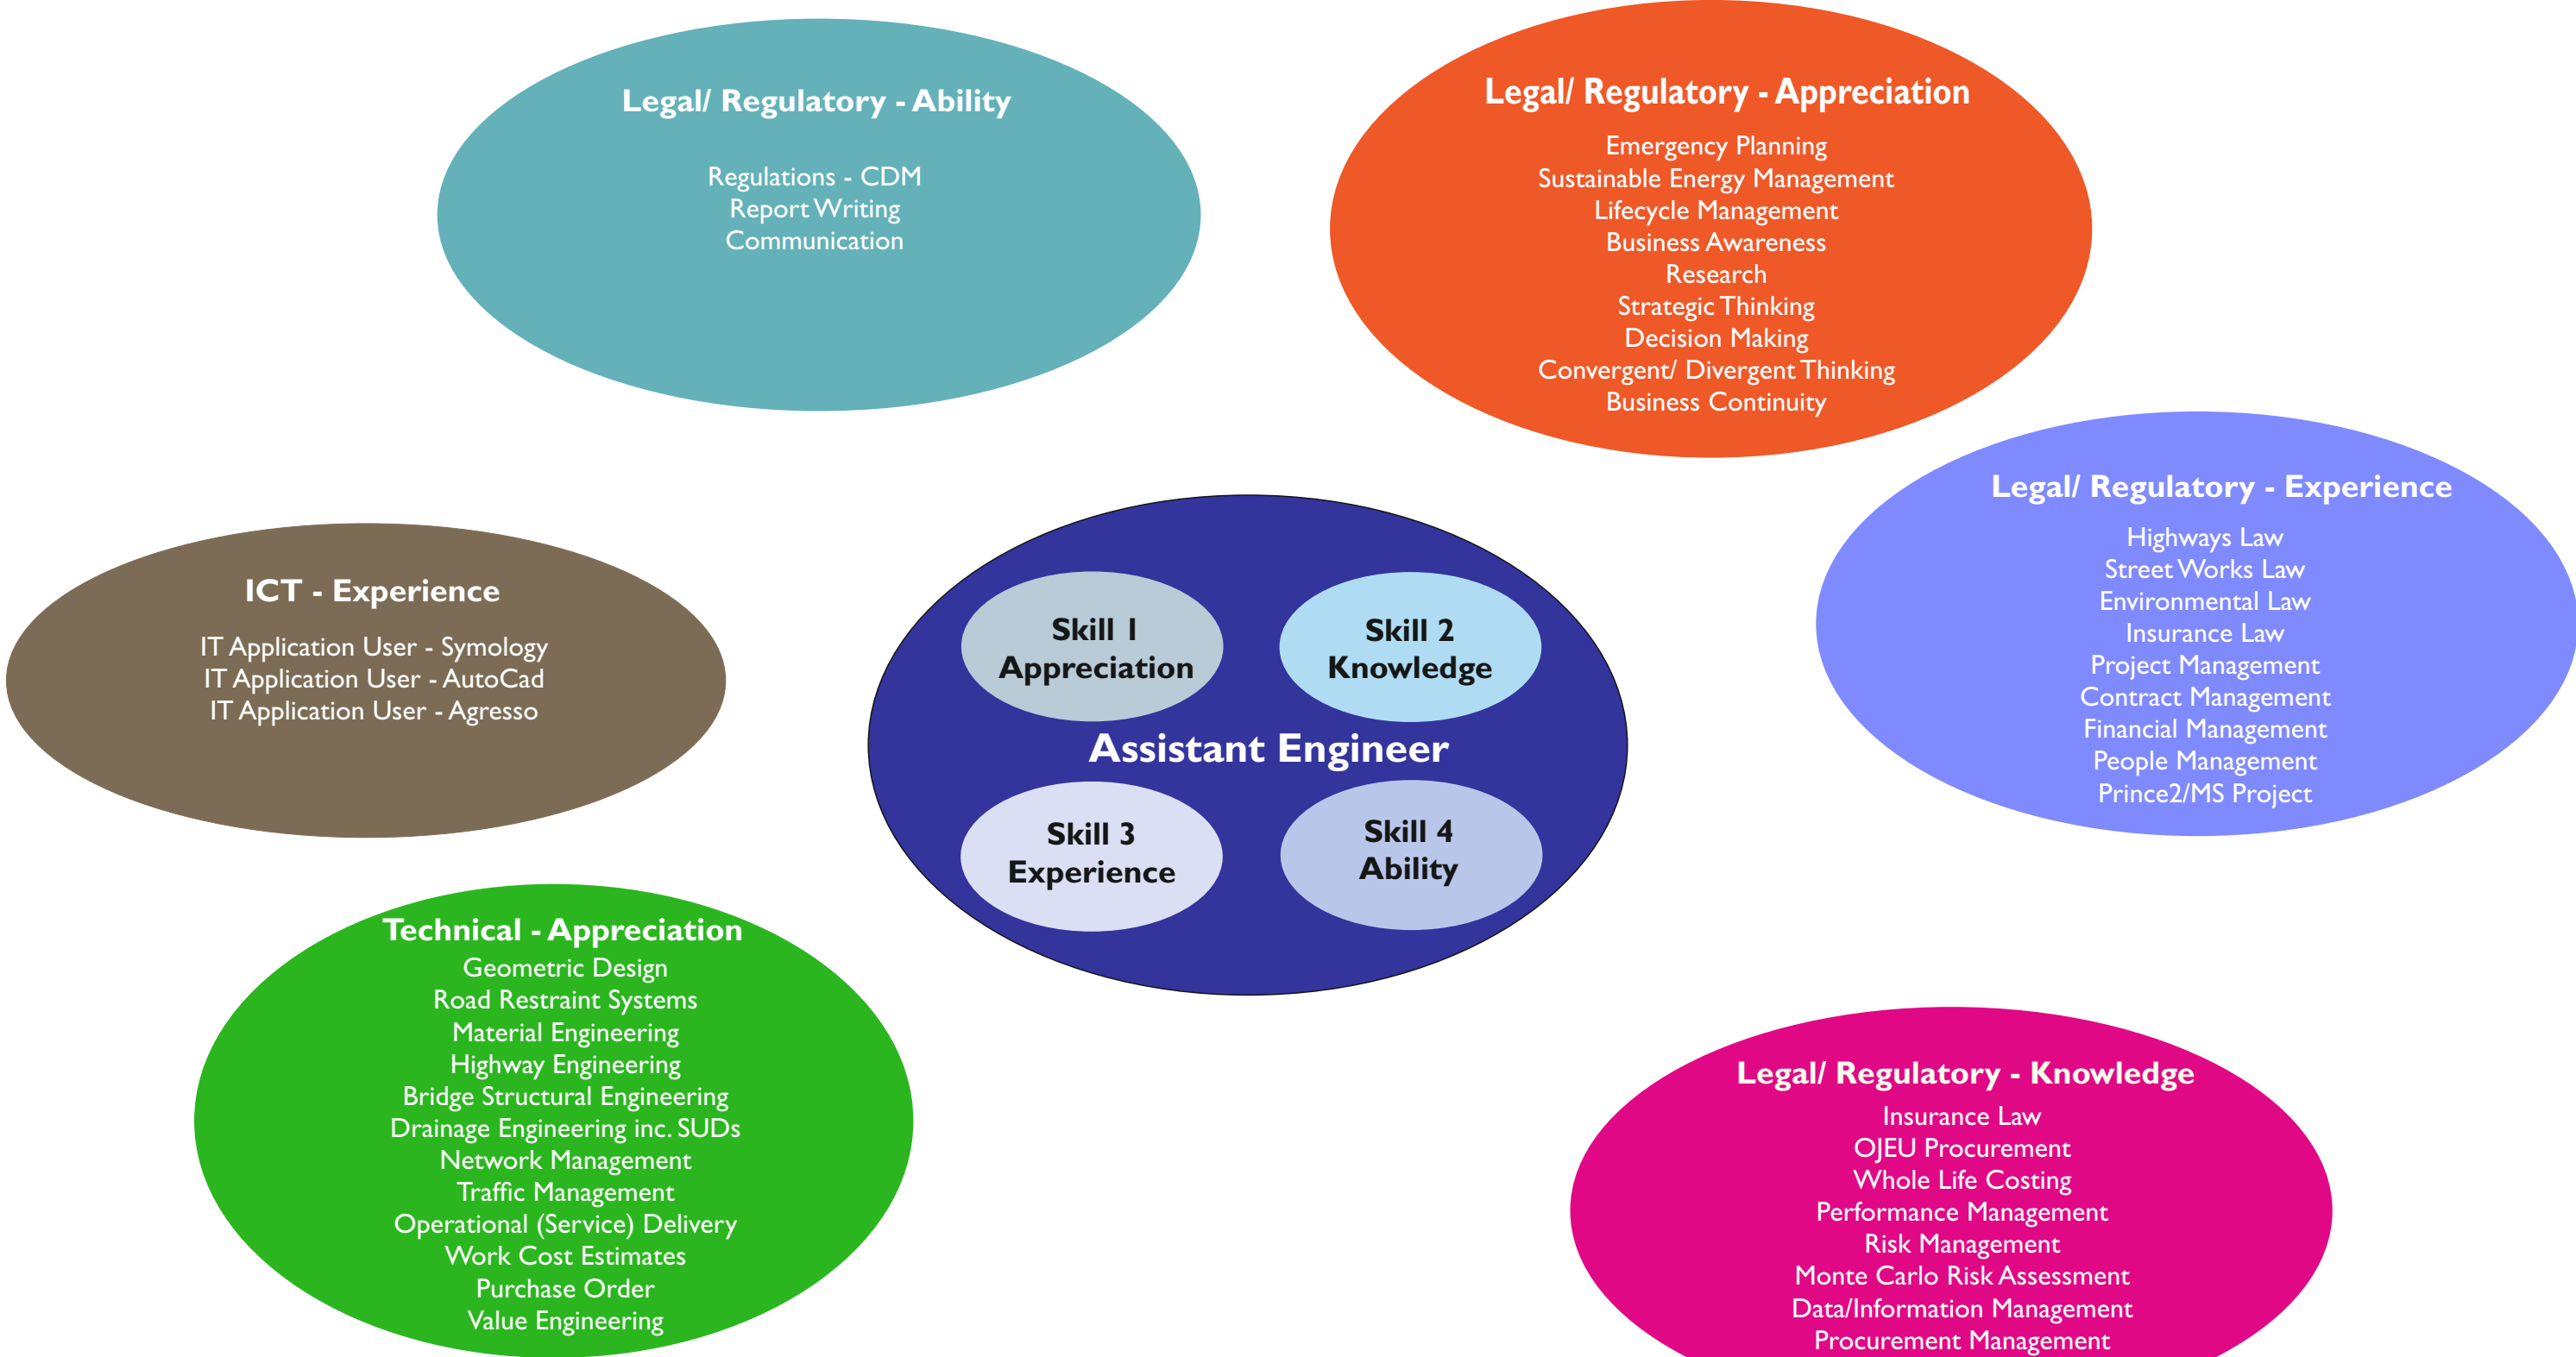 Legal/ Regulatory - Ability
Regulations - CDM
Report Writing
Communication
Legal/ Regulatory - Appreciation
Emergency Planning
Sustainable Energy Management
Lifecycle Management
Business Awareness
Research
Strategic Thinking
Decision Making
Convergent/ Divergent Thinking
Business Continuity
Legal/ Regulatory - Experience
Highways Law
Street Works Law
Environmental Law
Insurance Law
Project Management
Contract Management
Financial Management
People Management
Prince2/MS Project
ICT - Experience
IT Application User - Symology
IT Application User - AutoCad
IT Application User - Agresso
Skill 1
Appreciation
Skill 2
Knowledge
Assistant Engineer
Skill 3
Experience
Skill 4
Ability
Technical - Appreciation
Geometric Design
Road Restraint Systems
Material Engineering
Highway Engineering
Bridge Structural Engineering
Drainage Engineering inc. SUDs
Network Management
Traffic Management
Operational (Service) Delivery
Work Cost Estimates
Purchase Order
Value Engineering
Legal/ Regulatory - Knowledge
Insurance Law
OJEU Procurement
Whole Life Costing
Performance Management
Risk Management
Monte Carlo Risk Assessment
Data/Information Management
Procurement Management